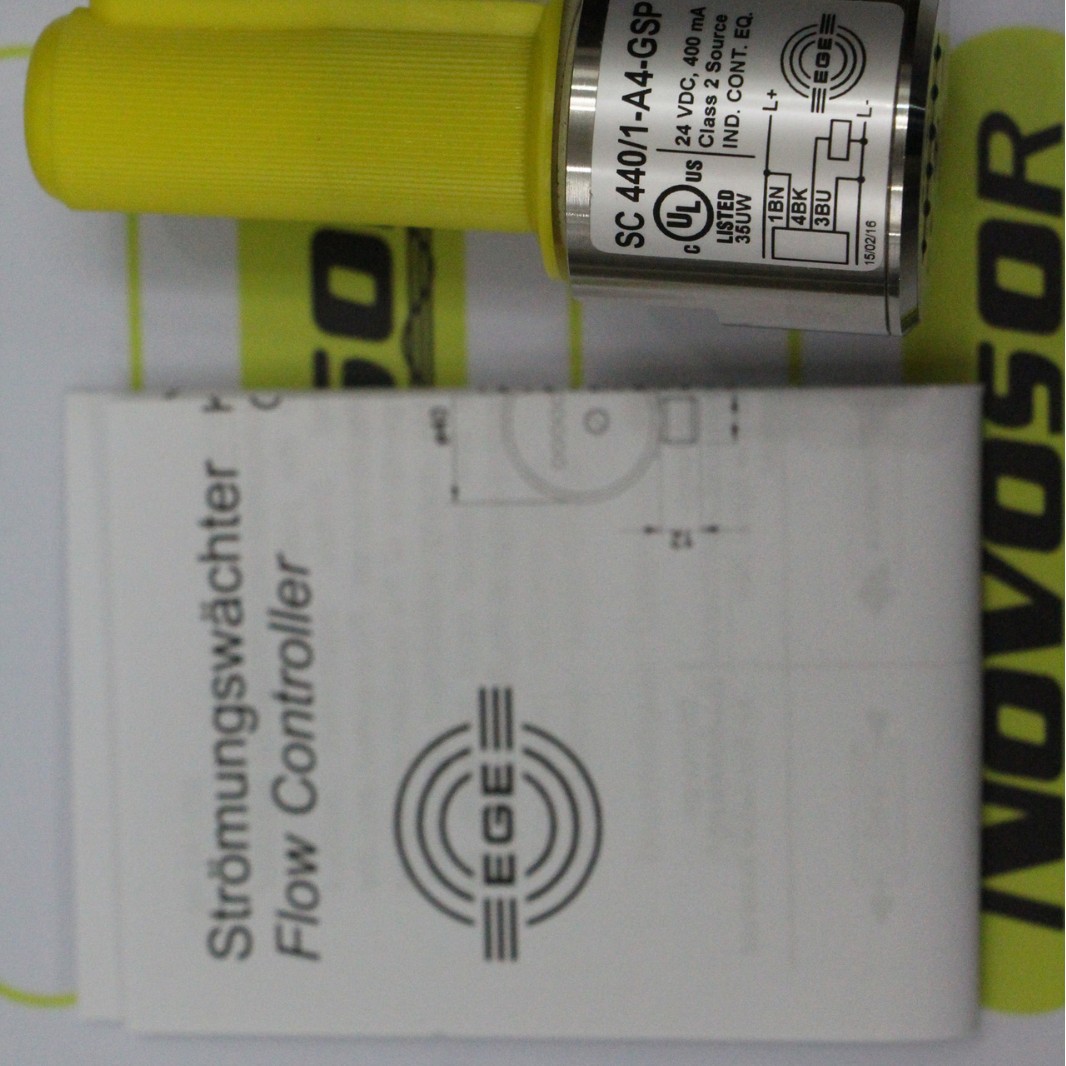 SC 440/1-A4-GSP
24 VDC, 400 mA
Class 2 Source
IND. CONT. EQ.
C UL US
LISTED
35UW
EGE
L+
1BN
4BK
3BU
L-
15/02/16
Strömungswächter
Flow Controller
ø40
12
EGE
NOVOSOR